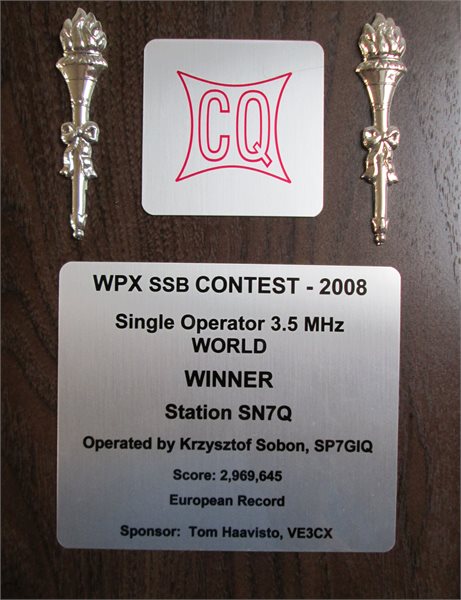 CQ
WPX SSB CONTEST - 2008
Single Operator 3.5 MHz
WORLD
WINNER
Station SN7Q
Operated by Krzysztof Sobon, SP7GIQ
Score: 2,969,645
European Record
Sponsor: Tom Haavisto, VE3CX